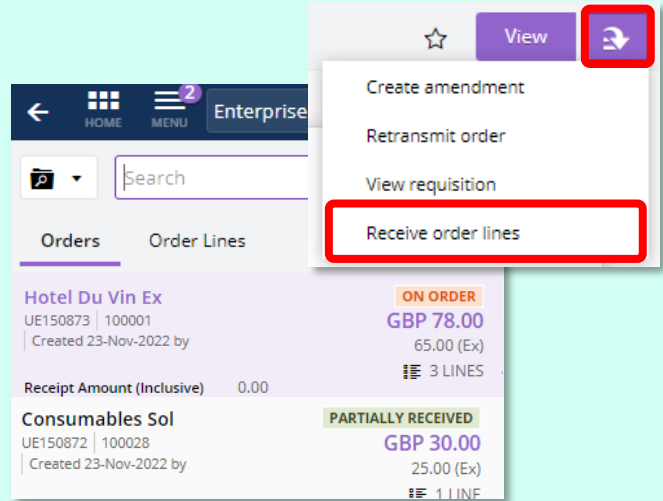 View
Create amendment
Retransmit order
View requisition
Receive order lines
HOME
MENU
2
Enterprise
Search
Orders
Order Lines
Hotel Du Vin Ex
ON ORDER
UE150873 | 100001
GBP 78.00
Created 23-Nov-2022 by
65.00 (Ex)
3 LINES
Receipt Amount (Inclusive) 0.00
Consumables Sol
PARTIALLY RECEIVED
UE150872 | 100028
GBP 30.00
Created 23-Nov-2022 by
25.00 (Ex)
1 LINE